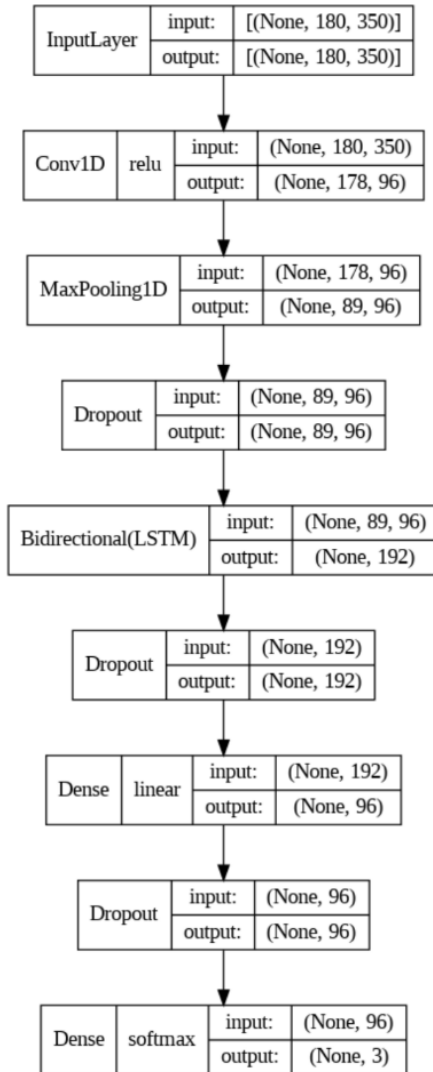 InputLayer input: [(None, 180, 350)]
output: [(None, 180, 350)]
Conv1D relu input: (None, 180, 350)
output: (None, 178, 96)
MaxPooling1D input: (None, 178, 96)
output: (None, 89, 96)
Dropout input: (None, 89, 96)
output: (None, 89, 96)
Bidirectional(LSTM) input: (None, 89, 96)
output: (None, 192)
Dropout input: (None, 192)
output: (None, 192)
Dense linear input: (None, 192)
output: (None, 96)
Dropout input: (None, 96)
output: (None, 96)
Dense softmax input: (None, 96)
output: (None, 3)